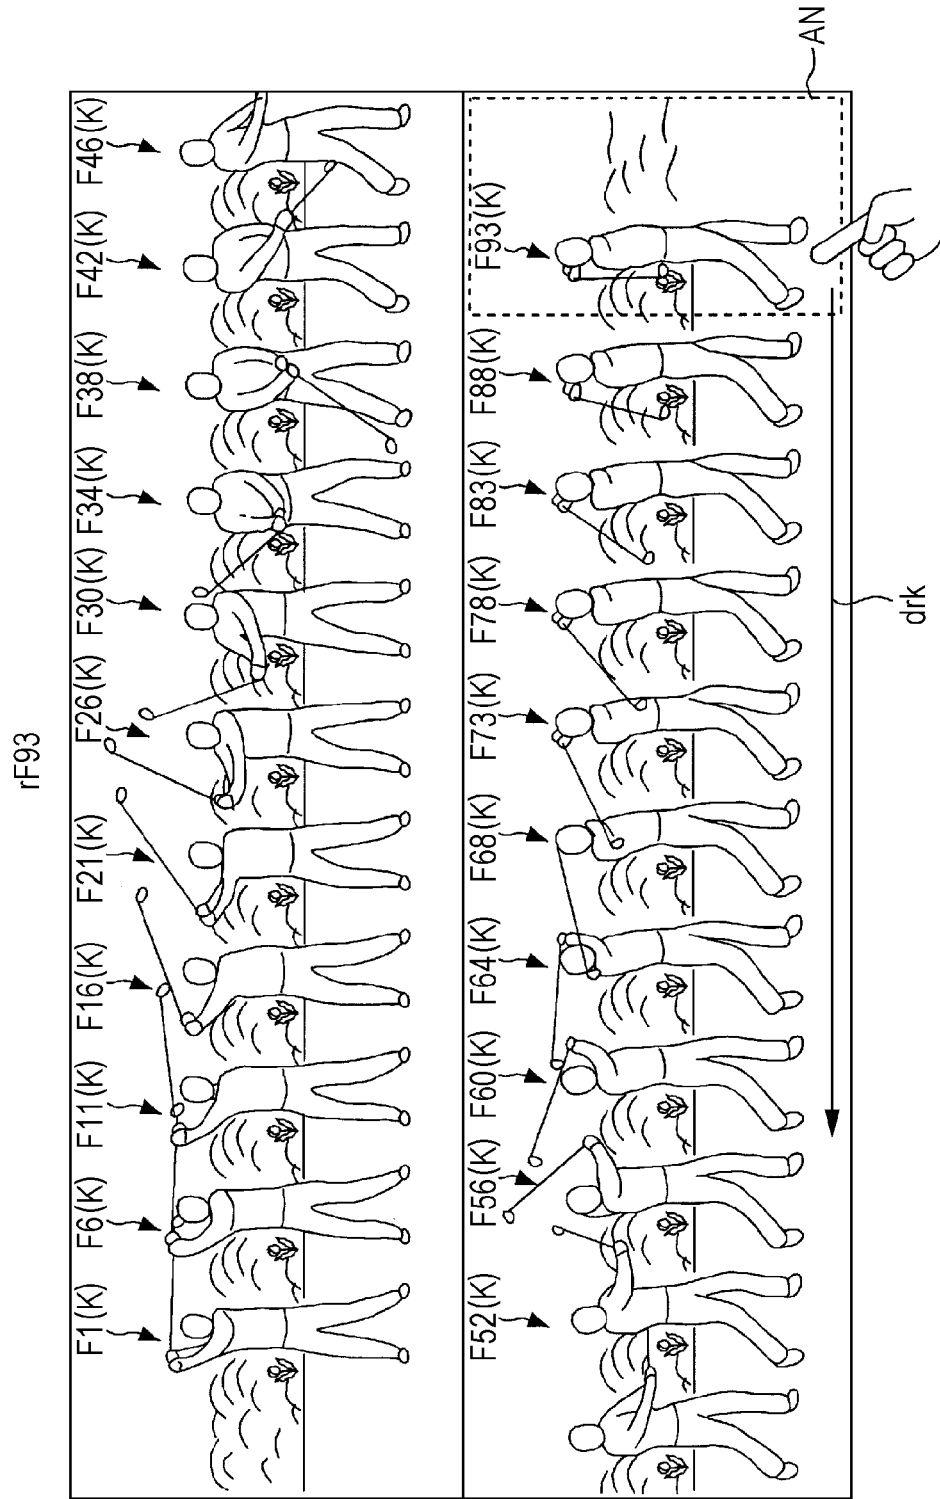 rF93
F1(K)
F6(K)
F11(K)
F16(K)
F21(K)
F26(K)
F30(K)
F34(K)
F38(K)
F42(K)
F46(K)
F52(K)
F56(K)
F60(K)
F64(K)
F68(K)
F73(K)
F78(K)
F83(K)
F88(K)
F93(K)
AN
drk